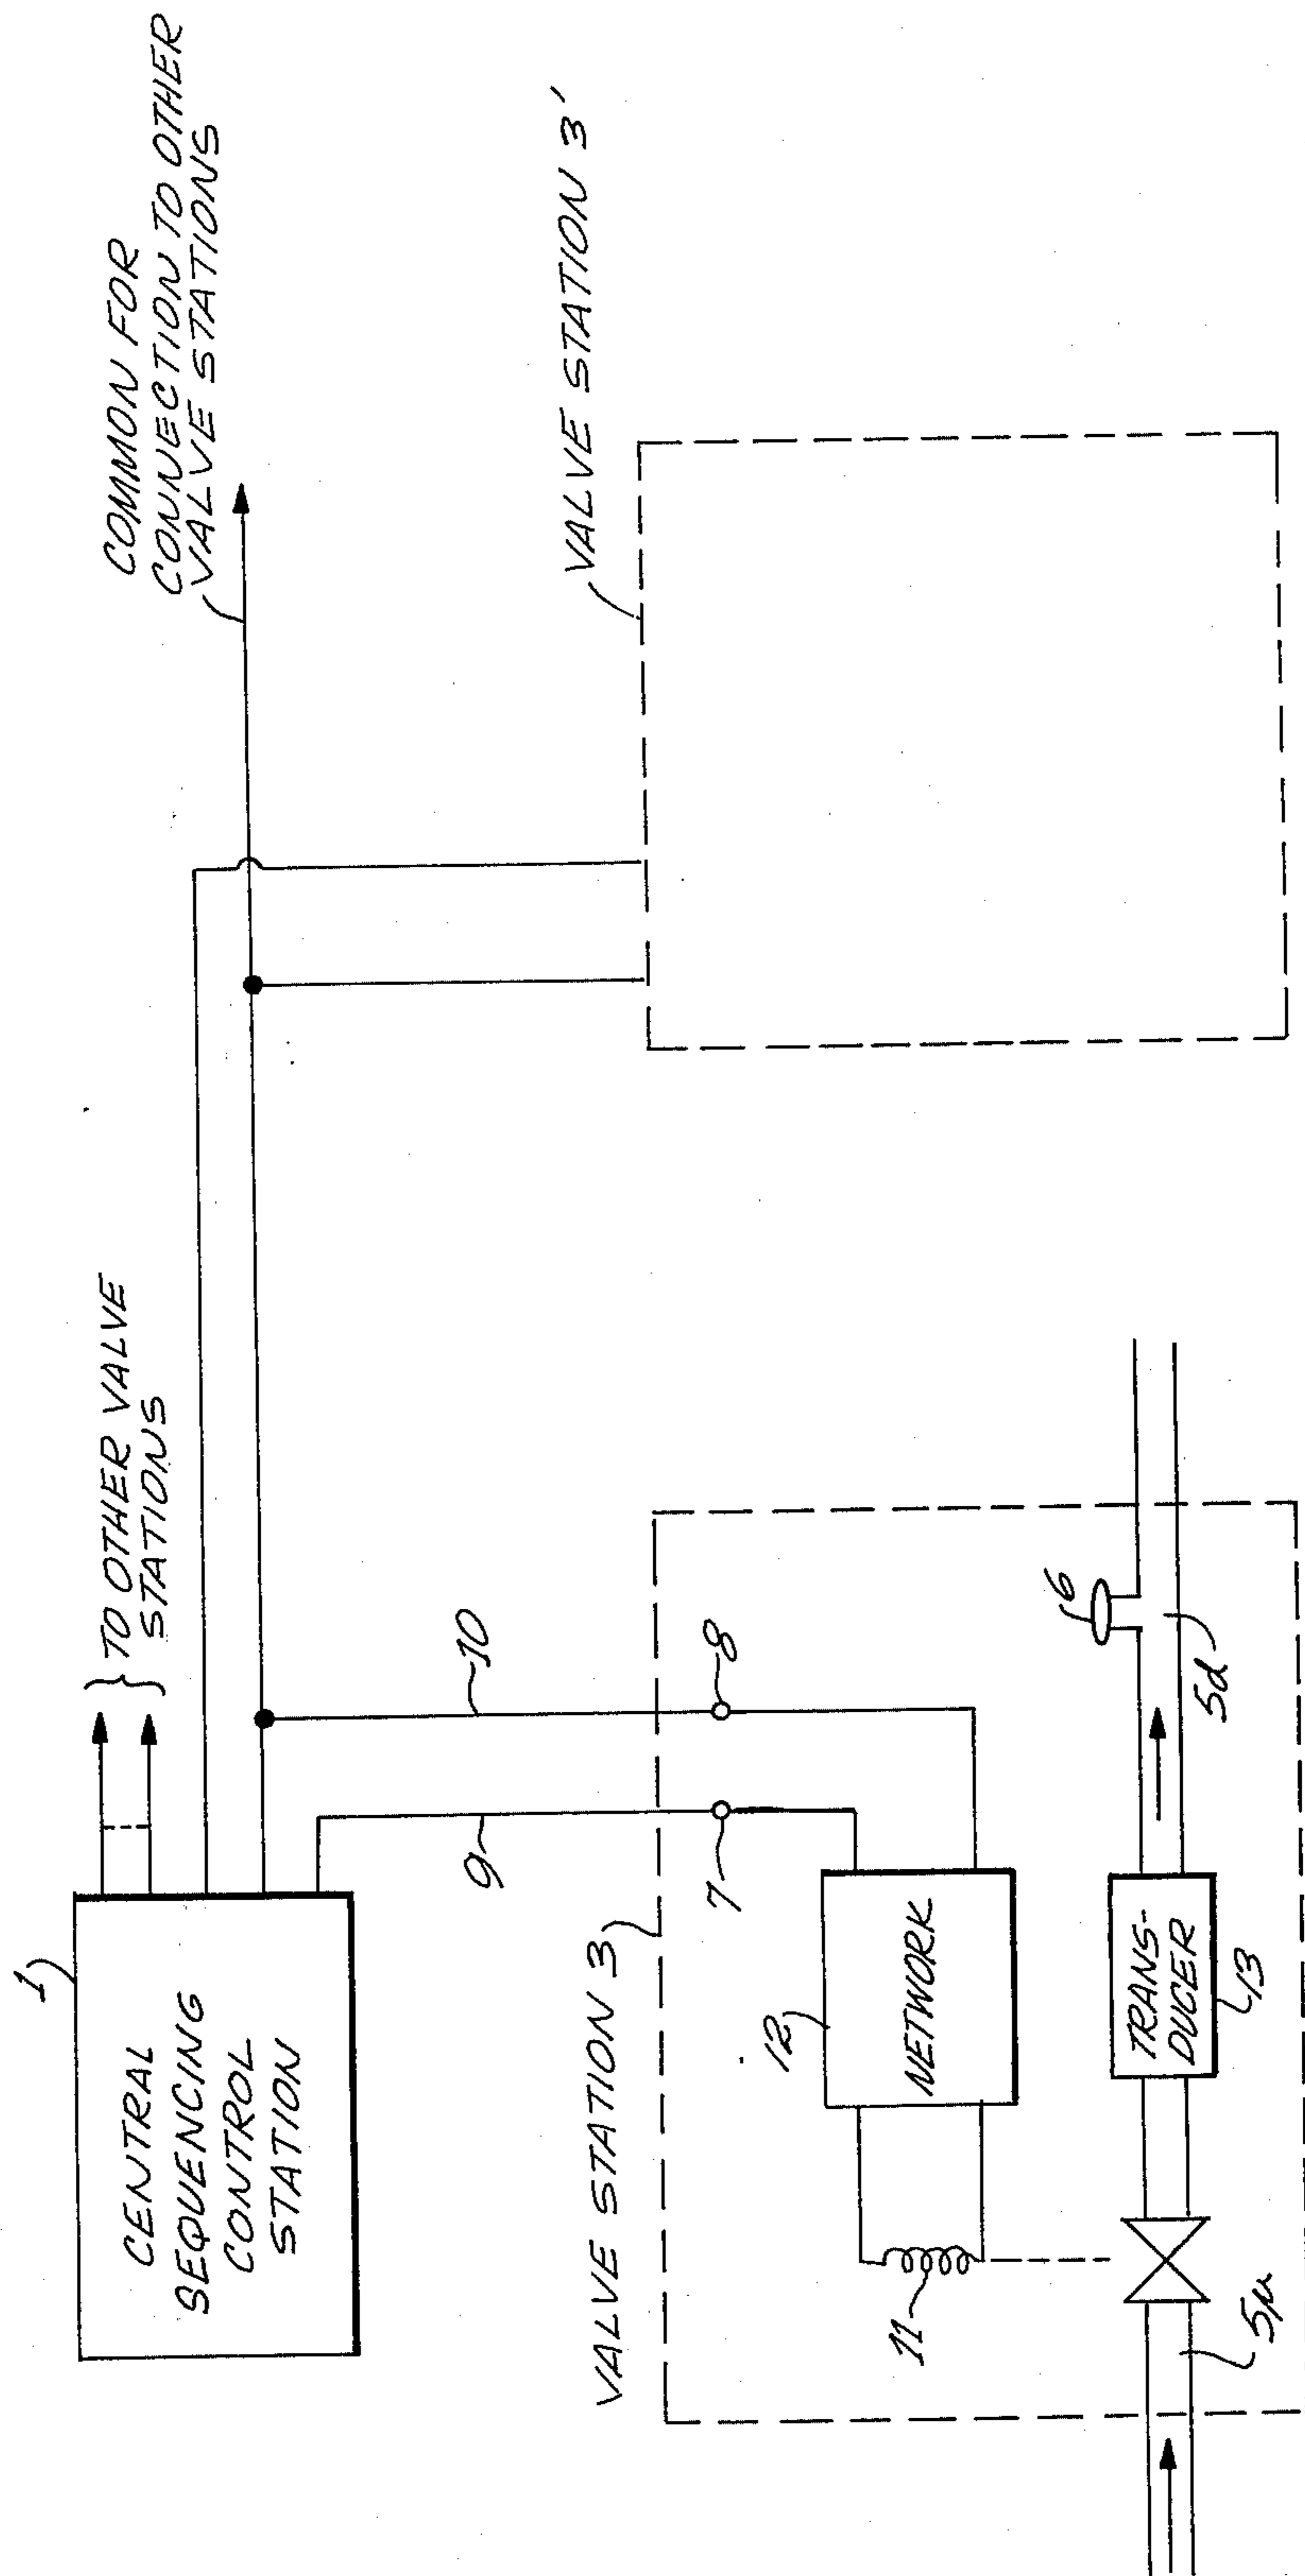 1
CENTRAL
SEQUENCING
CONTROL
STATION
TO OTHER VALVE
STATIONS
COMMON FOR
CONNECTION TO OTHER
VALVE STATIONS
9
10
VALVE STATION 3
VALVE STATION 3'
7
8
12
NETWORK
11
6
TRANS-
DUCER
13
5u
5d